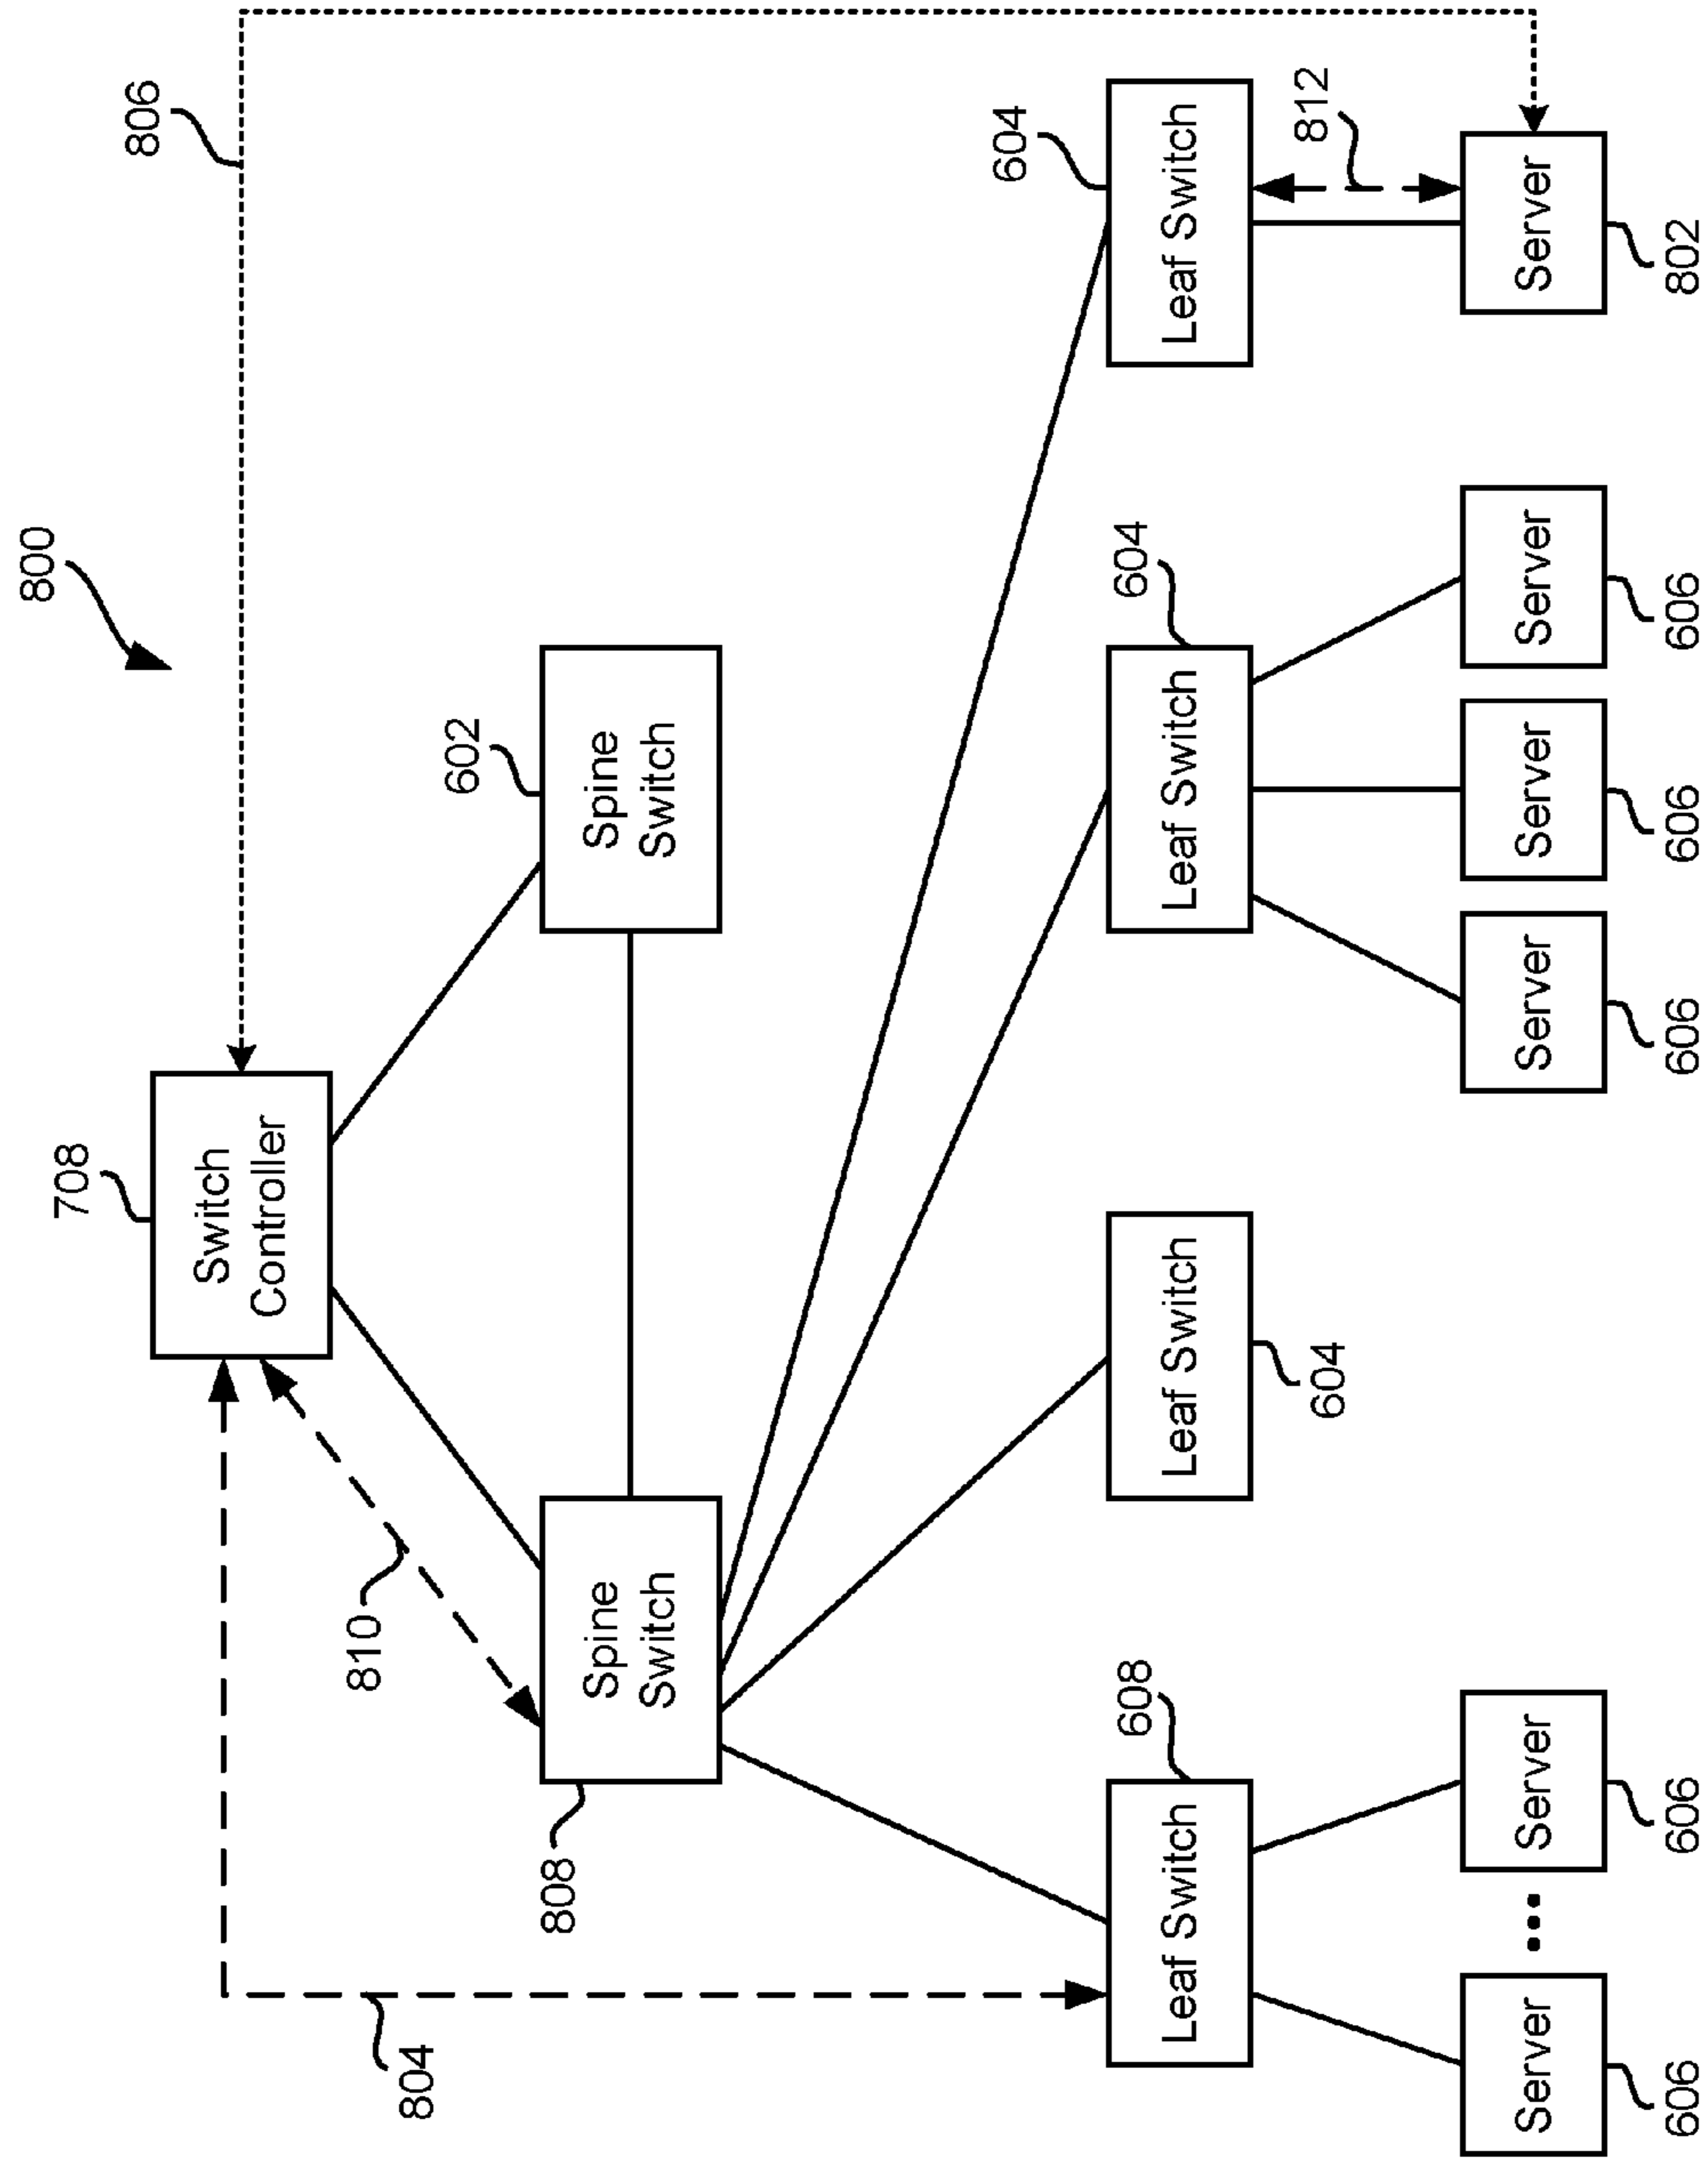 800
806
708
Switch
Controller
602
Spine
Switch
810
808
Spine
Switch
804
608
Leaf Switch
Leaf Switch
604
604
Leaf Switch
604
Leaf Switch
812
Server
606
...
Server
606
Server
606
Server
606
Server
606
Server
802